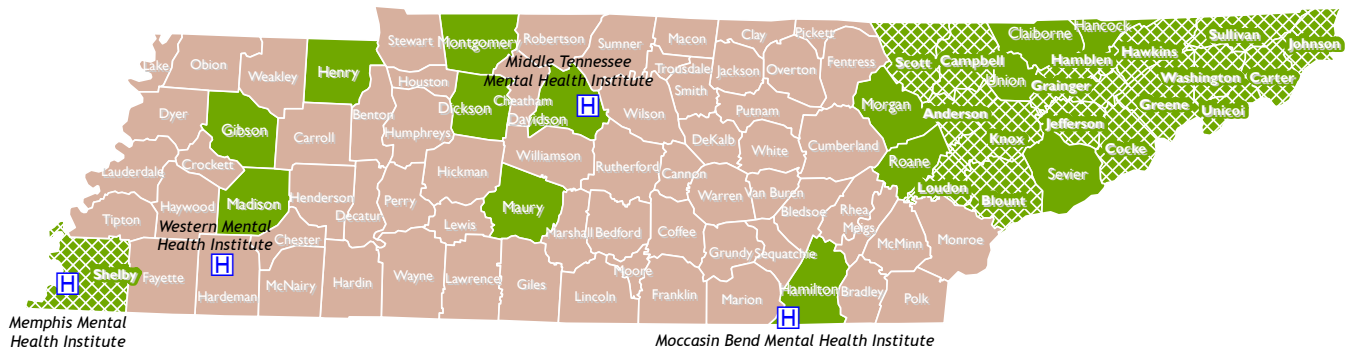 Stewart
Montgomery
Robertson
Sumner
Macon
Clay
Pickett
Claiborne
Hancock
Sullivan
Johnson
Lake
Obion
Weakley
Henry
Houston
Middle Tennessee
Mental Health Institute
Trousdale
Jackson
Overton
Fentress
Scott
Campbell
Union
Hamblen
Grainger
Hawkins
Washington
Carter
Greene
Unicoi
Dyer
Gibson
Carroll
Benton
Humphreys
Dickson
Cheatham
Davidson
H
Wilson
Smith
Putnam
DeKalb
White
Cumberland
Morgan
Anderson
Knox
Jefferson
Cocke
Roane
Loudon
Blount
Sevier
Lauderdale
Crockett
Haywood
Madison
Henderson
Decatur
Perry
Hickman
Williamson
Rutherford
Cannon
Warren
Van Buren
Bledsoe
Rhea
Meigs
McMinn
Monroe
Tipton
Western Mental
Health Institute
H
Chester
Lewis
Maury
Marshall
Bedford
Coffee
Grundy
Sequatchie
Shelby
H
Fayette
Hardeman
McNairy
Hardin
Wayne
Lawrence
Giles
Lincoln
Moore
Franklin
Marion
Hamilton
H
Bradley
Polk
Memphis Mental
Health Institute
Moccasin Bend Mental Health Institute